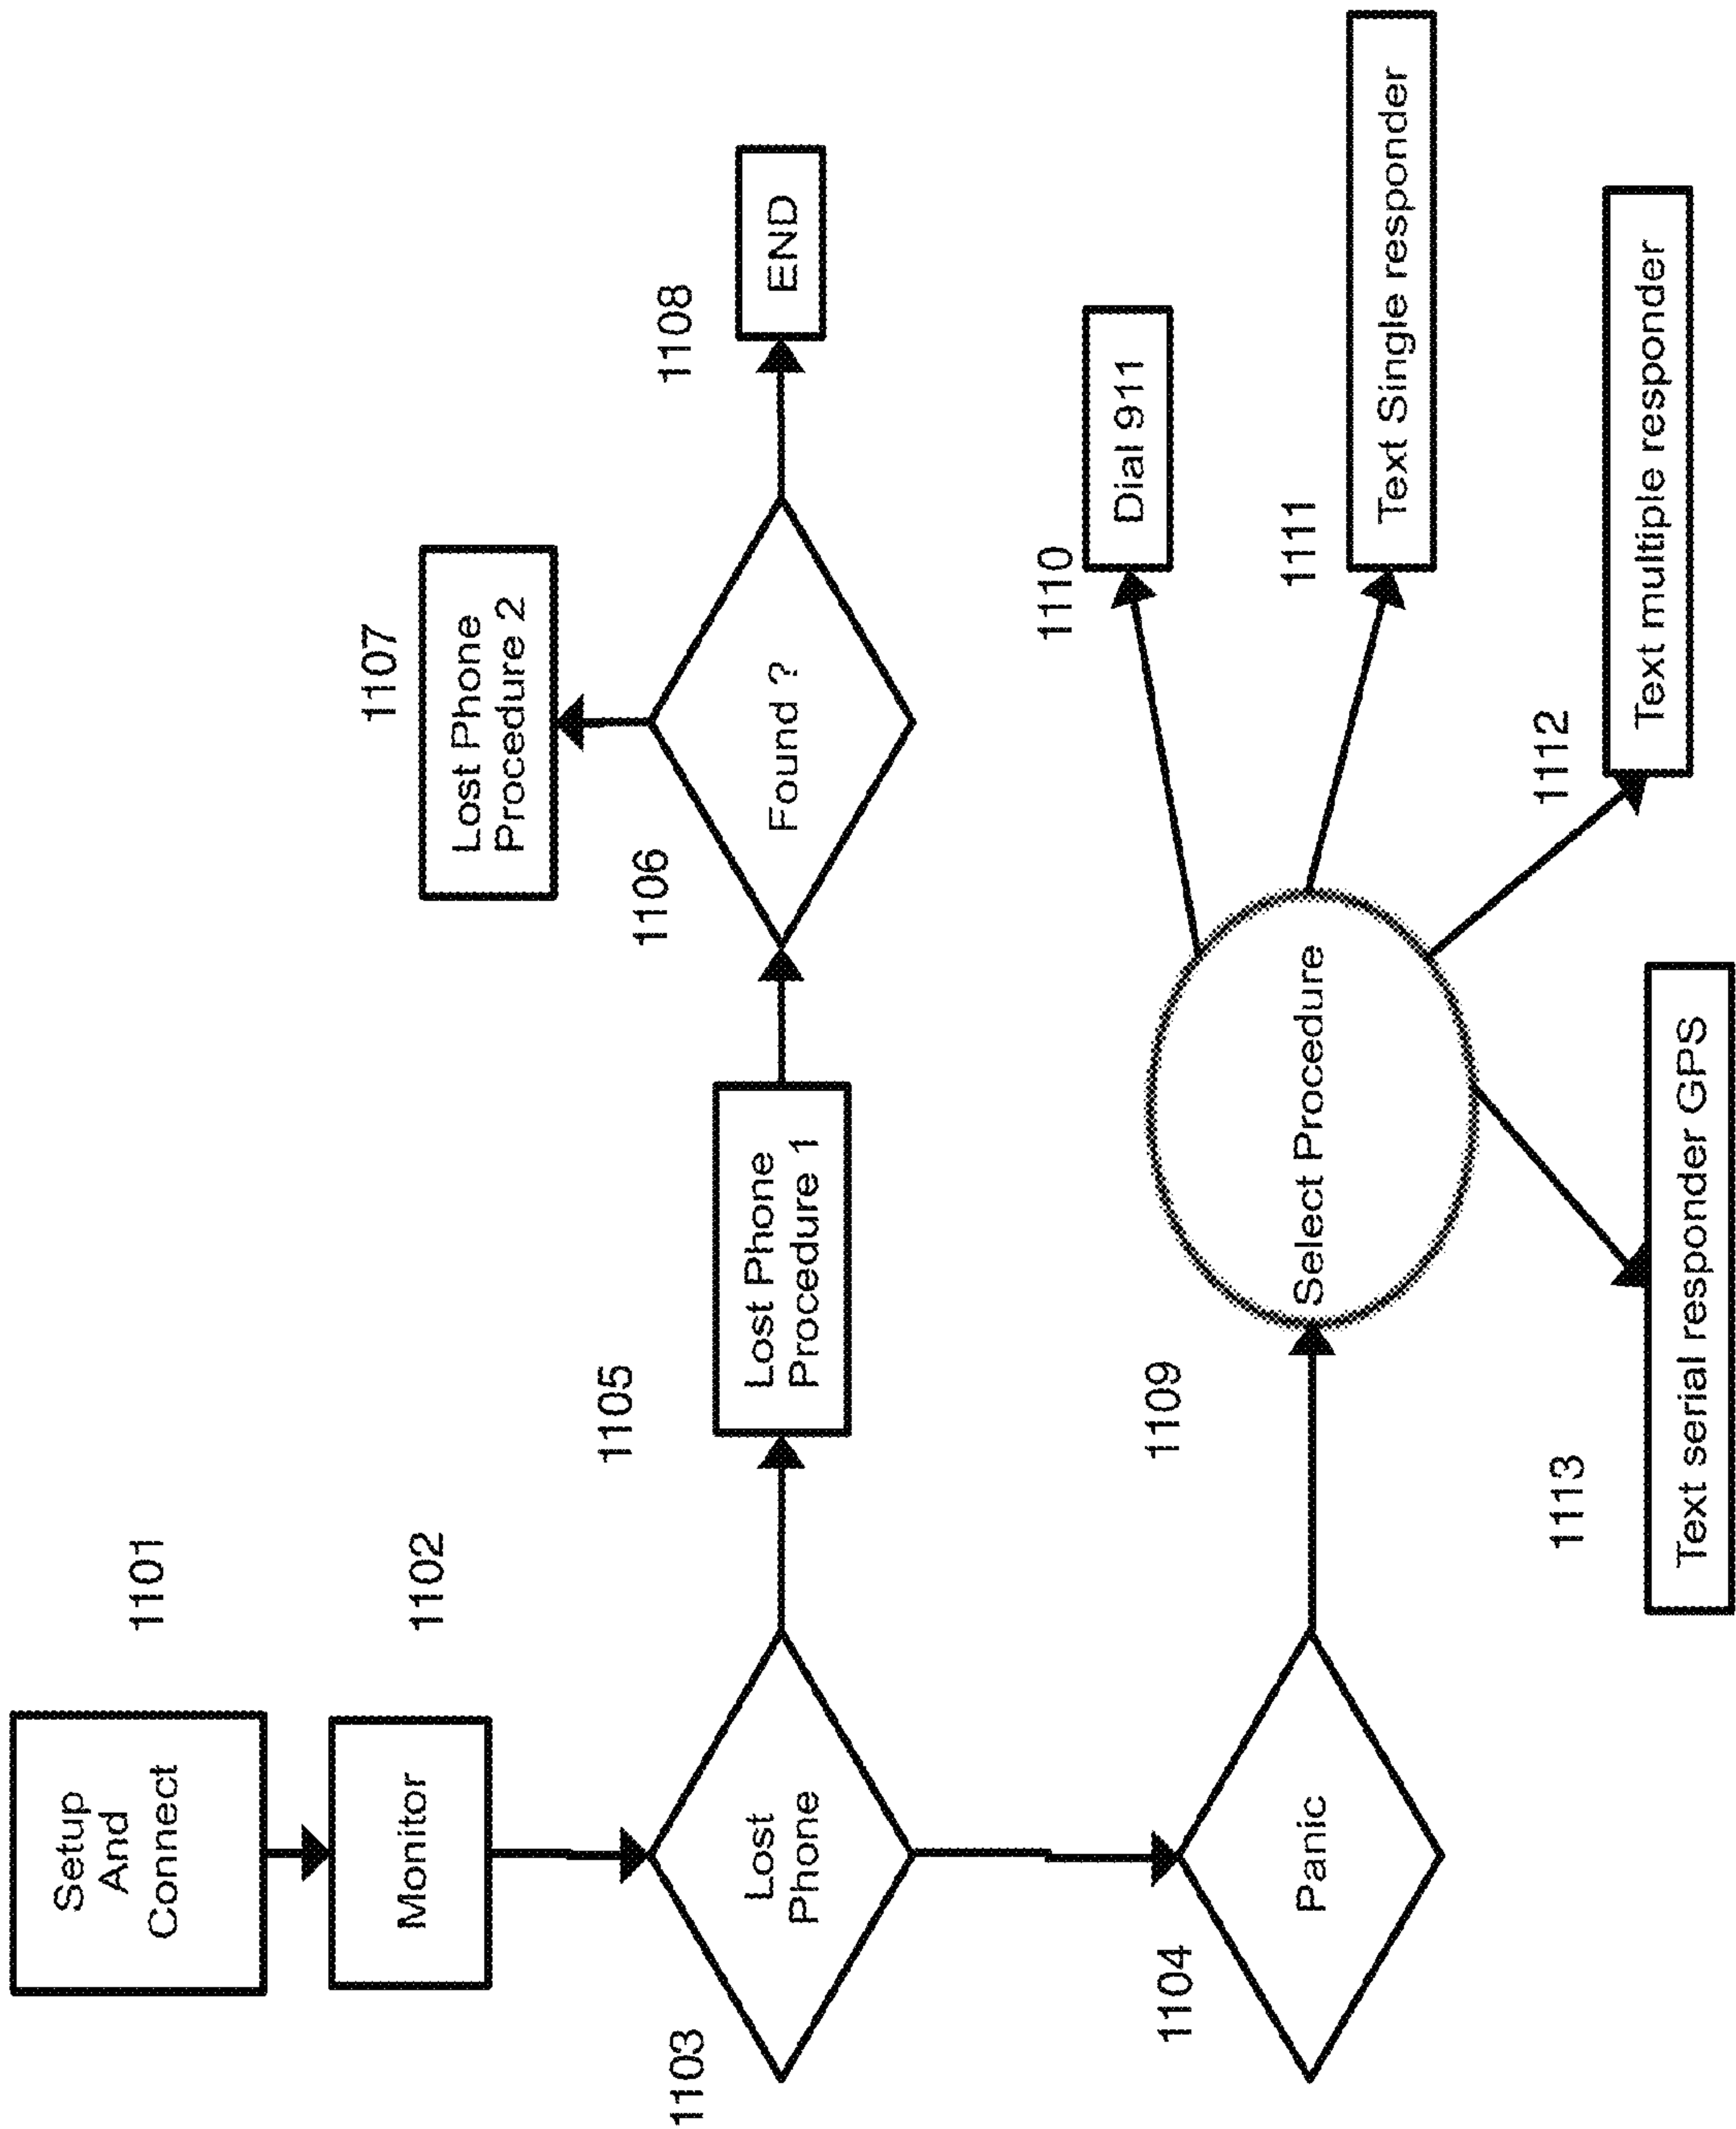 1101
Setup
And
Connect
1102
Monitor
1103
Lost
Phone
1105
Lost Phone
Procedure 1
1106
Found ?
1107
Lost Phone
Procedure 2
1108
END
1104
Panic
1109
Select Procedure
1110
Dial 911
1111
Text Single responder
1112
Text multiple responder
1113
Text serial responder GPS